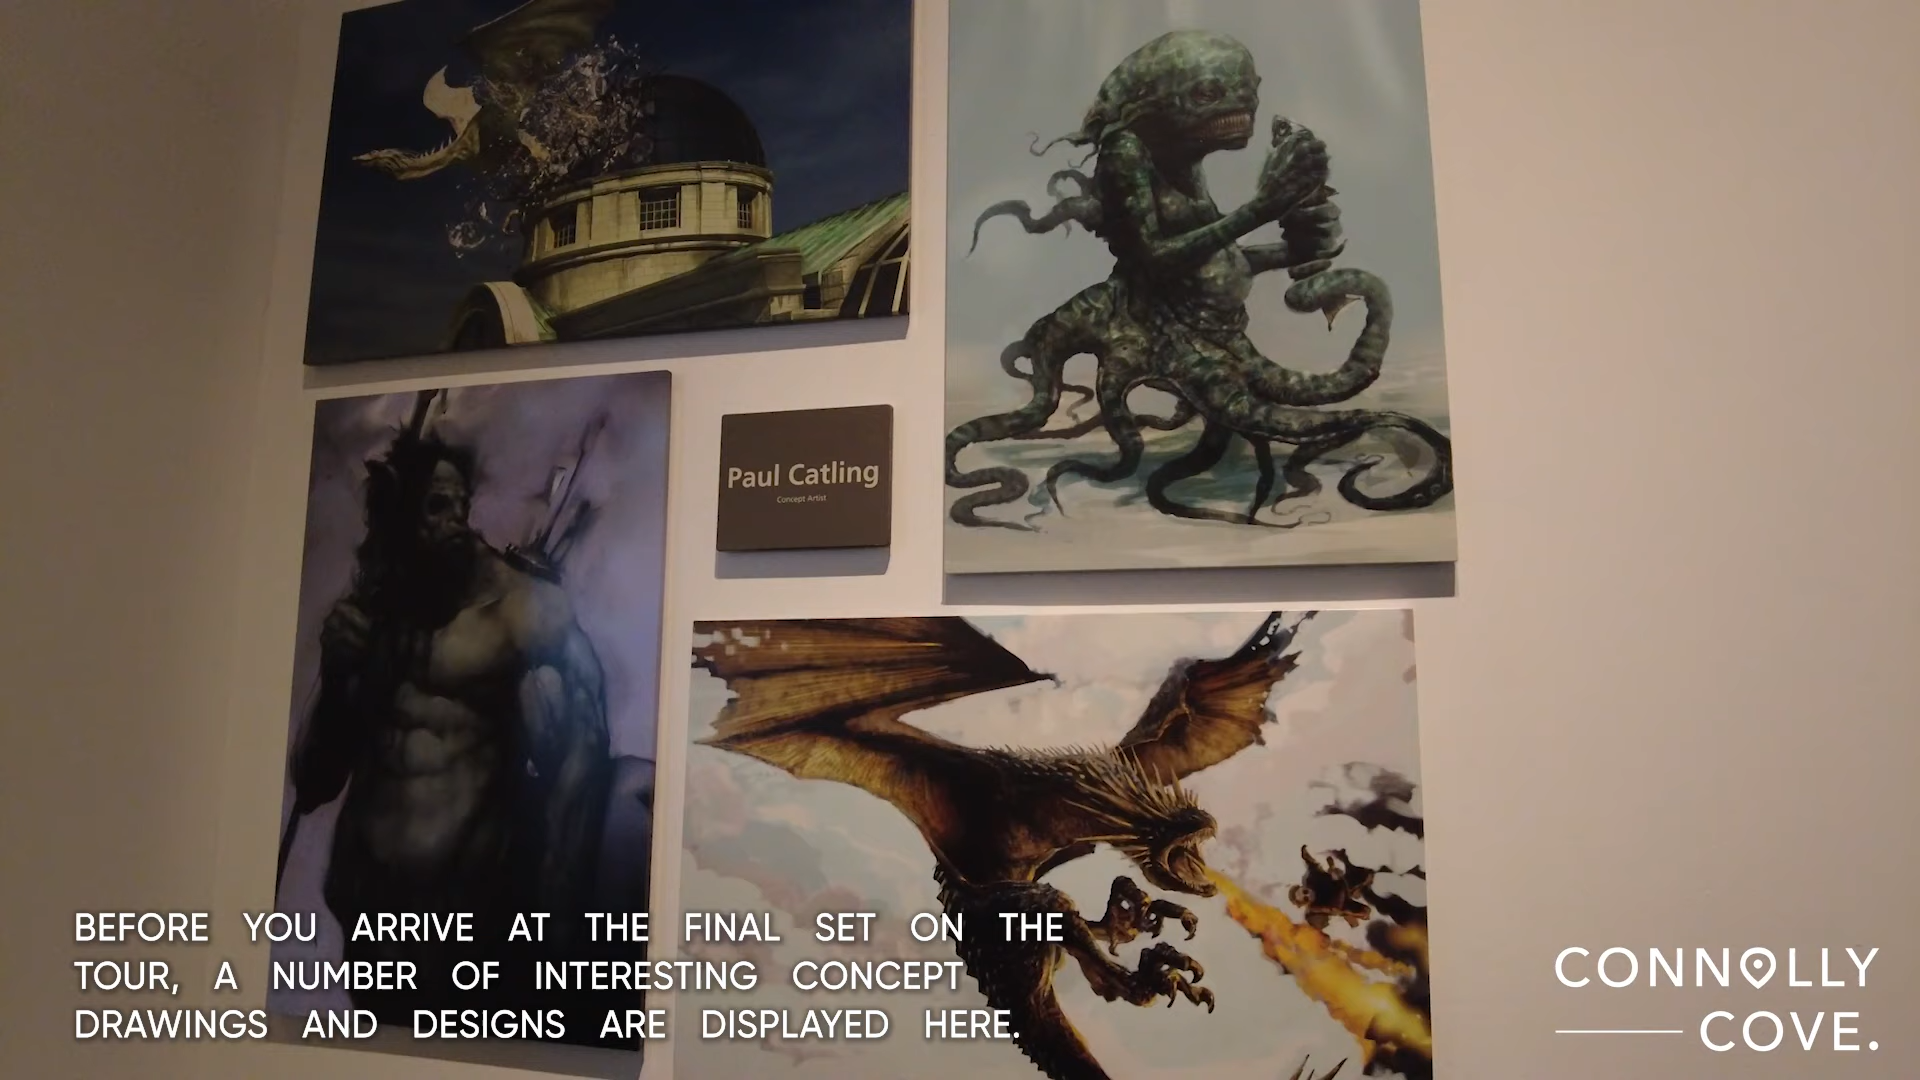 Paul Catling
Concept Artist
BEFORE YOU ARRIVE AT THE FINAL SET ON THE
TOUR, A NUMBER OF INTERESTING CONCEPT
DRAWINGS AND DESIGNS ARE DISPLAYED HERE.
CONNOLLY
COVE.